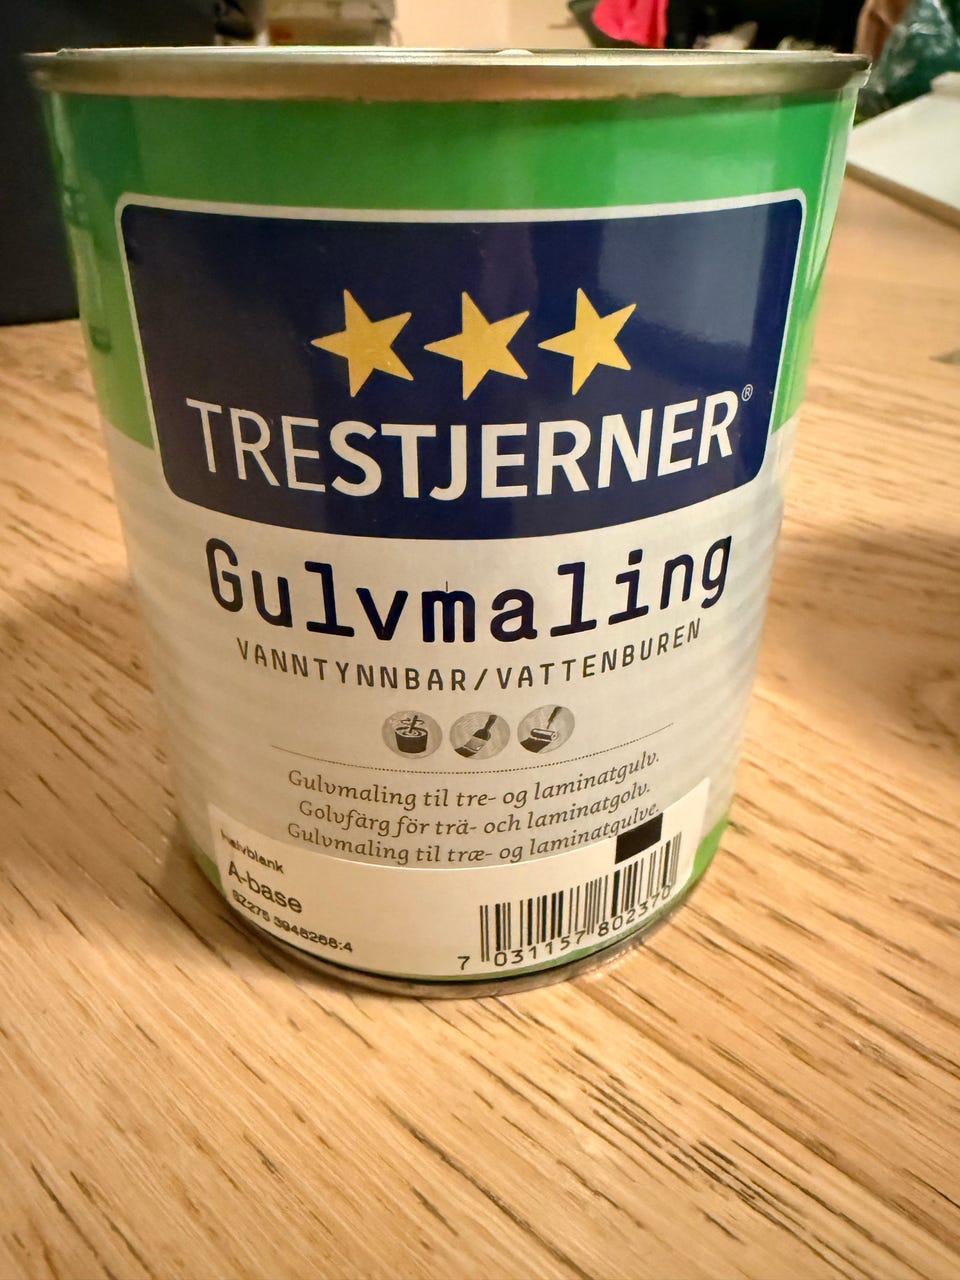 TRESTJERNER®
Gulvmaling
VANNTYNNBAR/VATTENBUREN
Gulvmaling til tre- og laminatgulv.
Golvfärg för trä- och laminatgolv.
Gulvmaling til træ- og laminatgulve.
halvblank
A-base
7 031157 802370